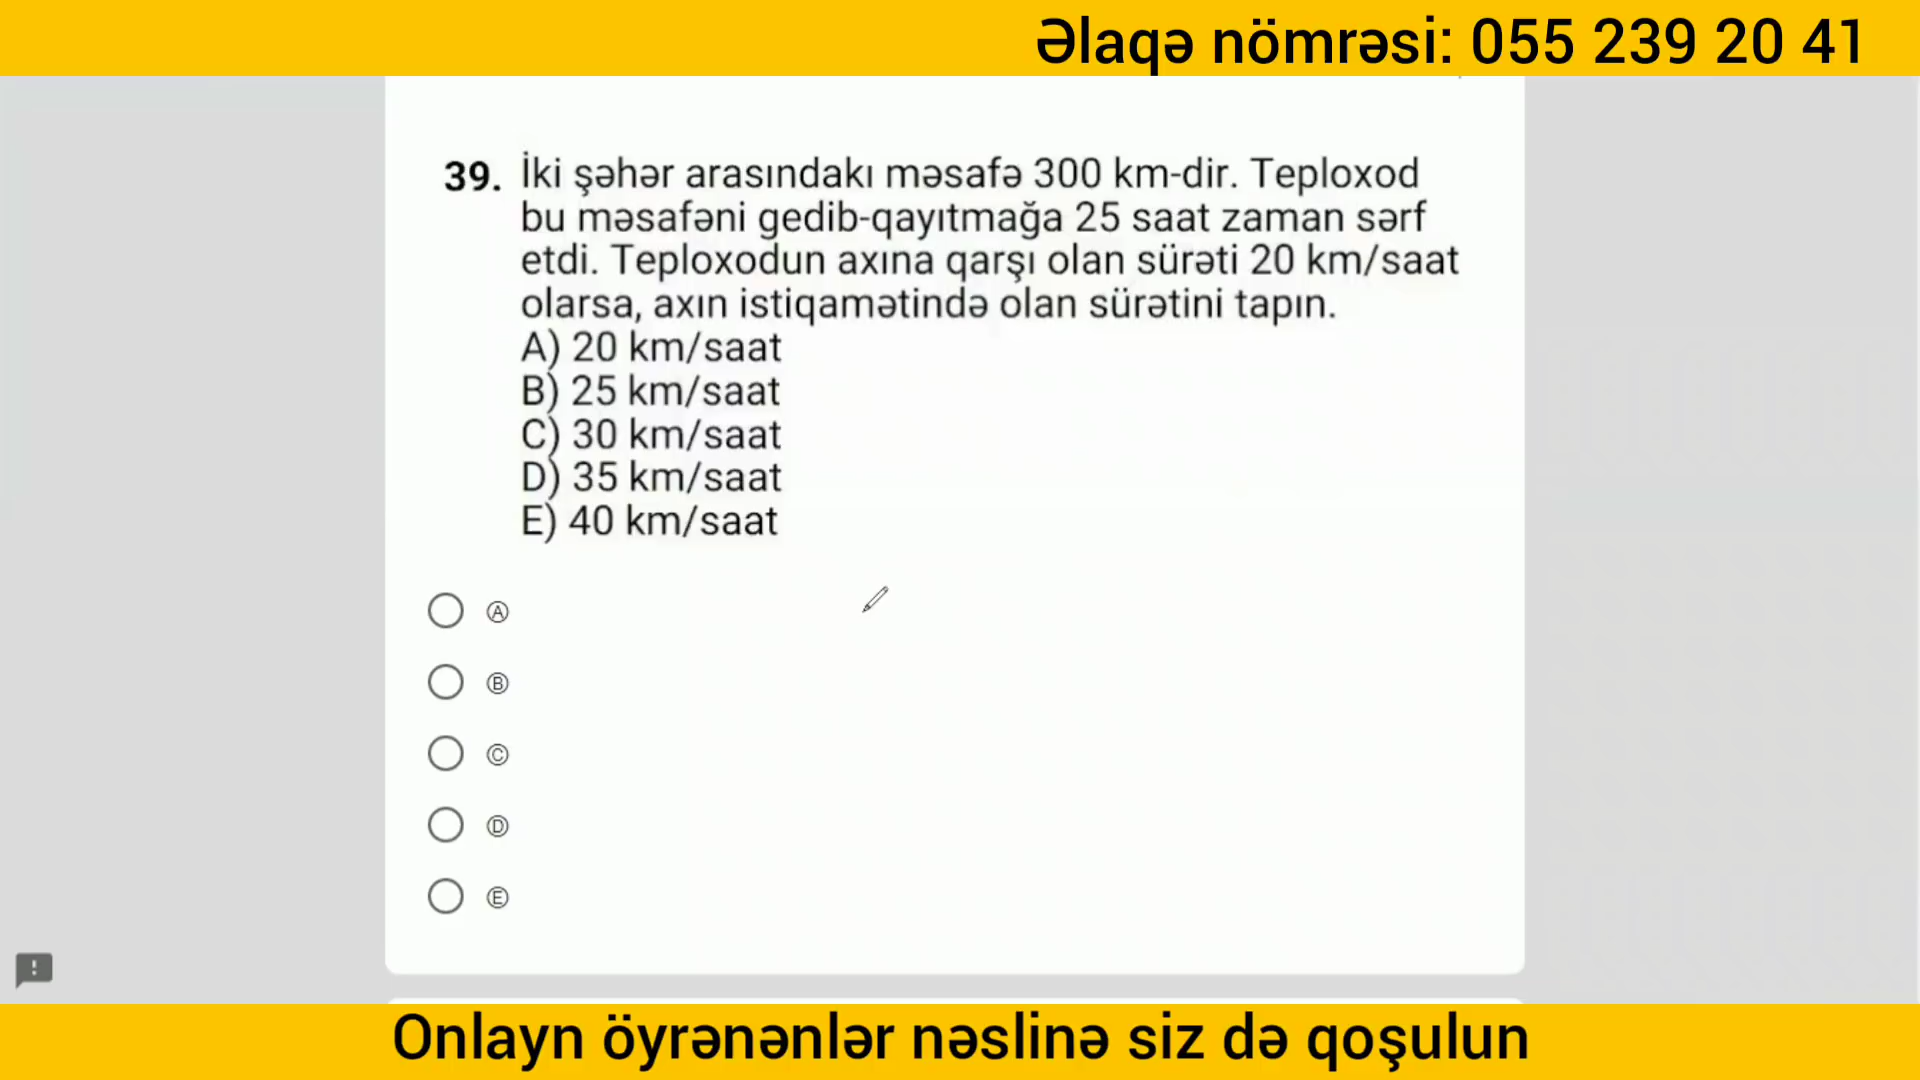 Əlaqə nömrəsi: 055 239 20 41
39. İki şəhər arasındakı məsafə 300 km-dir. Teploxod
bu məsafəni gedib-qayıtmağa 25 saat zaman sərf
etdi. Teploxodun axına qarşı olan sürəti 20 km/saat
olarsa, axın istiqamətində olan sürətini tapın.
A) 20 km/saat
B) 25 km/saat
C) 30 km/saat
D) 35 km/saat
E) 40 km/saat
Ⓐ
Ⓑ
Ⓒ
Ⓓ
Ⓔ
Onlayn öyrənənlər nəslinə siz də qoşulun